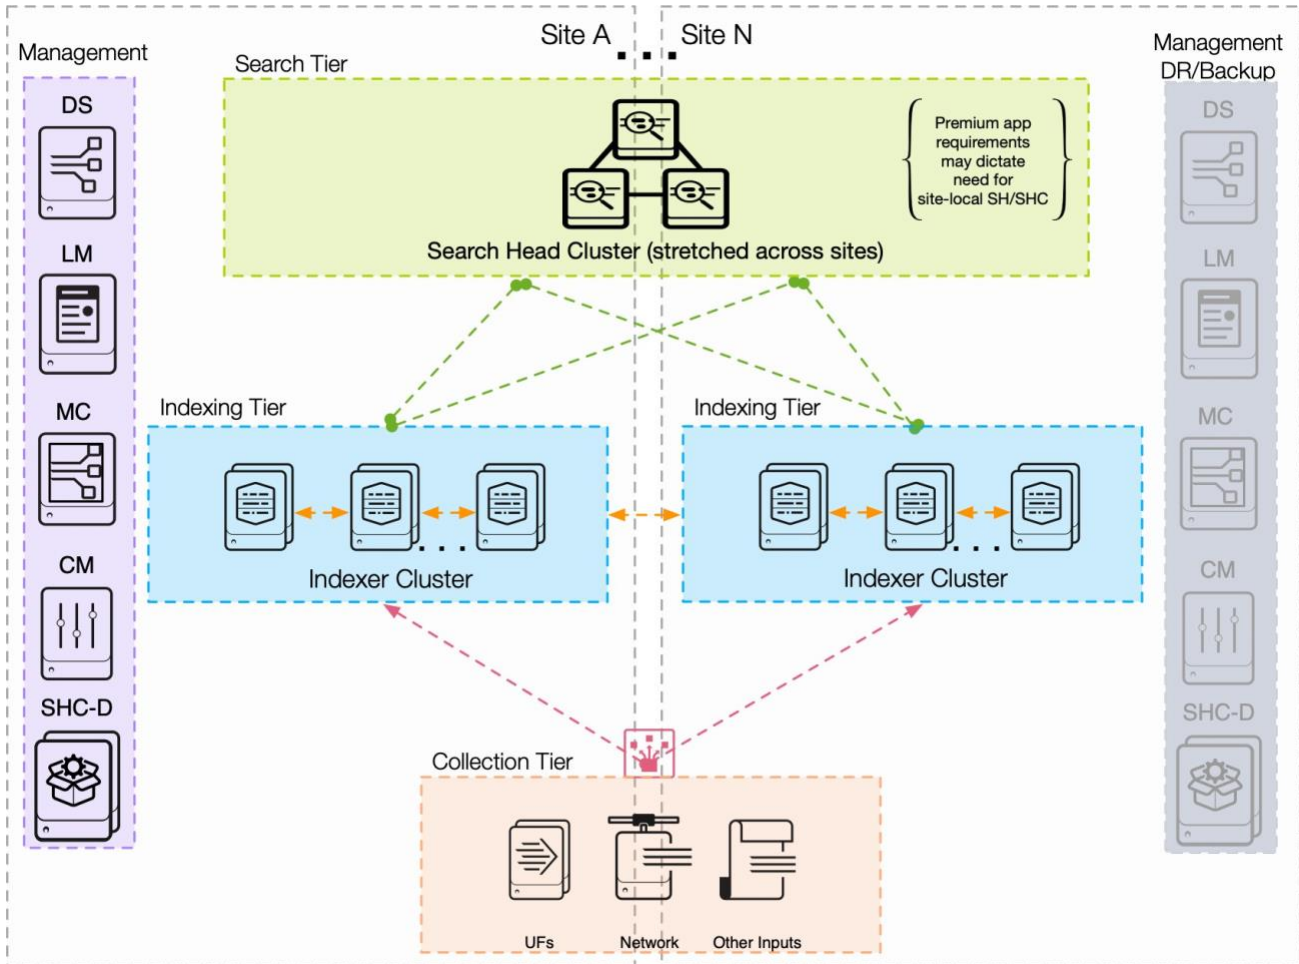 Site A ... Site N
Management
Search Tier
Management
DR/Backup
DS
LM
MC
CM
SHC-D
Premium app
requirements
may dictate
need for
site-local SH/SHC
Search Head Cluster (stretched across sites)
Indexing Tier
. . .
Indexer Cluster
Indexing Tier
. . .
Indexer Cluster
Collection Tier
UFs
Network
Other Inputs
DS
LM
MC
CM
SHC-D